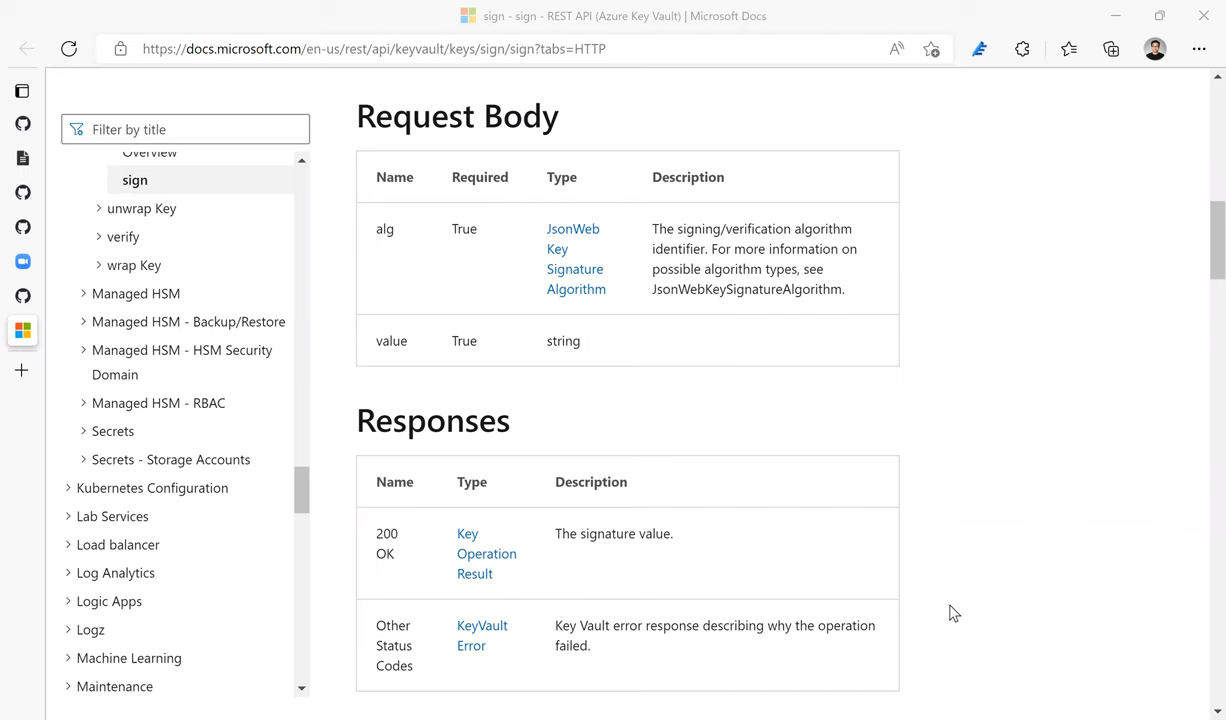 sign - sign - REST API (Azure Key Vault) | Microsoft Docs
https://docs.microsoft.com/en-us/rest/api/keyvault/keys/sign/sign?tabs=HTTP
Filter by title
Overview
sign
unwrap Key
verify
wrap Key
Managed HSM
Managed HSM - Backup/Restore
Managed HSM - HSM Security
Domain
Managed HSM - RBAC
Secrets
Secrets - Storage Accounts
Kubernetes Configuration
Lab Services
Load balancer
Log Analytics
Logic Apps
Logz
Machine Learning
Maintenance
Request Body
Name Required Type Description
alg True JsonWeb The signing/verification algorithm
Key identifier. For more information on
Signature possible algorithm types, see
Algorithm JsonWebKeySignatureAlgorithm.
value True string
Responses
Name Type Description
200 Key The signature value.
OK Operation
Result
Other KeyVault Key Vault error response describing why the operation
Status Error failed.
Codes